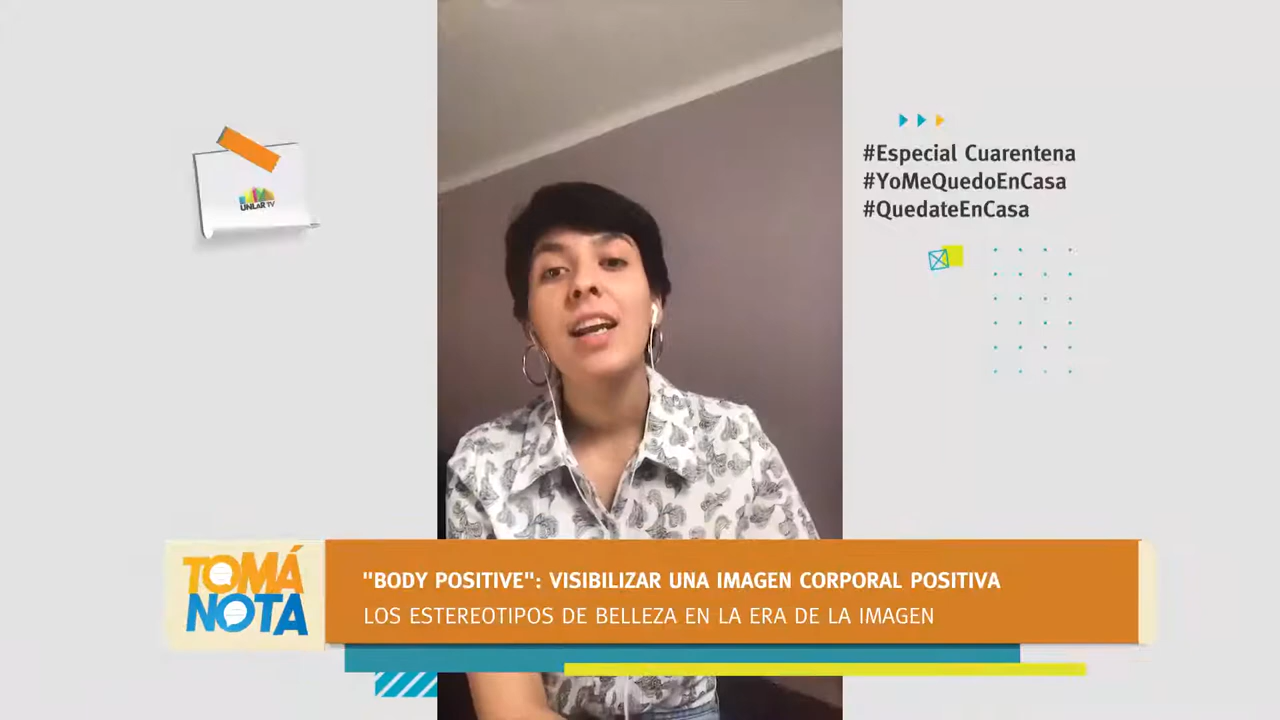 UNLAR TV
#Especial Cuarentena
#YoMeQuedoEnCasa
#QuedateEnCasa
TOMÁ
NOTA
"BODY POSITIVE": VISIBILIZAR UNA IMAGEN CORPORAL POSITIVA
LOS ESTEREOTIPOS DE BELLEZA EN LA ERA DE LA IMAGEN